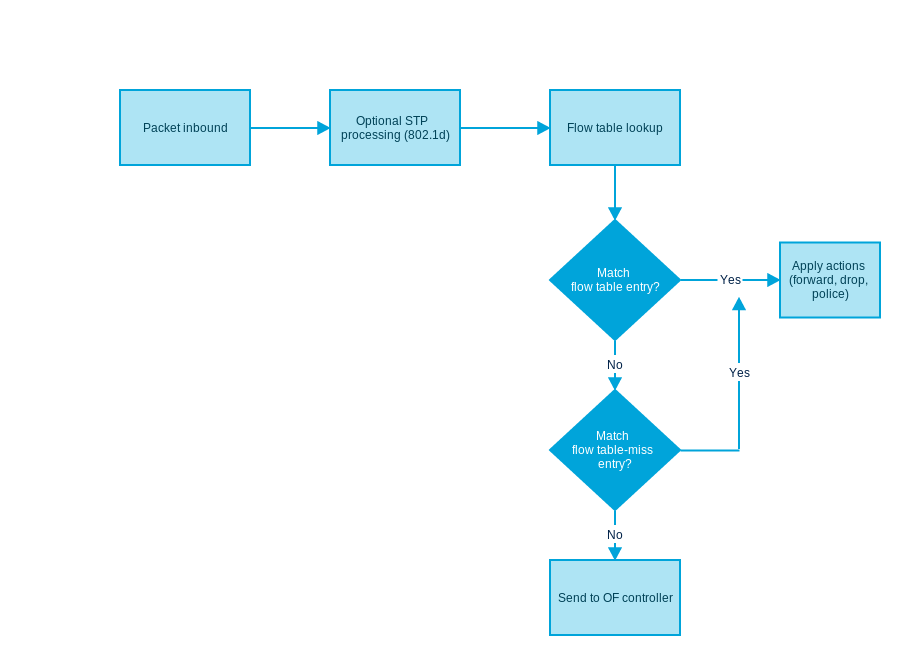 Packet inbound
Optional STP
processing (802.1d)
Flow table lookup
Match
flow table entry?
Yes
Apply actions
(forward, drop,
police)
No
Yes
Match
flow table-miss
entry?
No
Send to OF controller